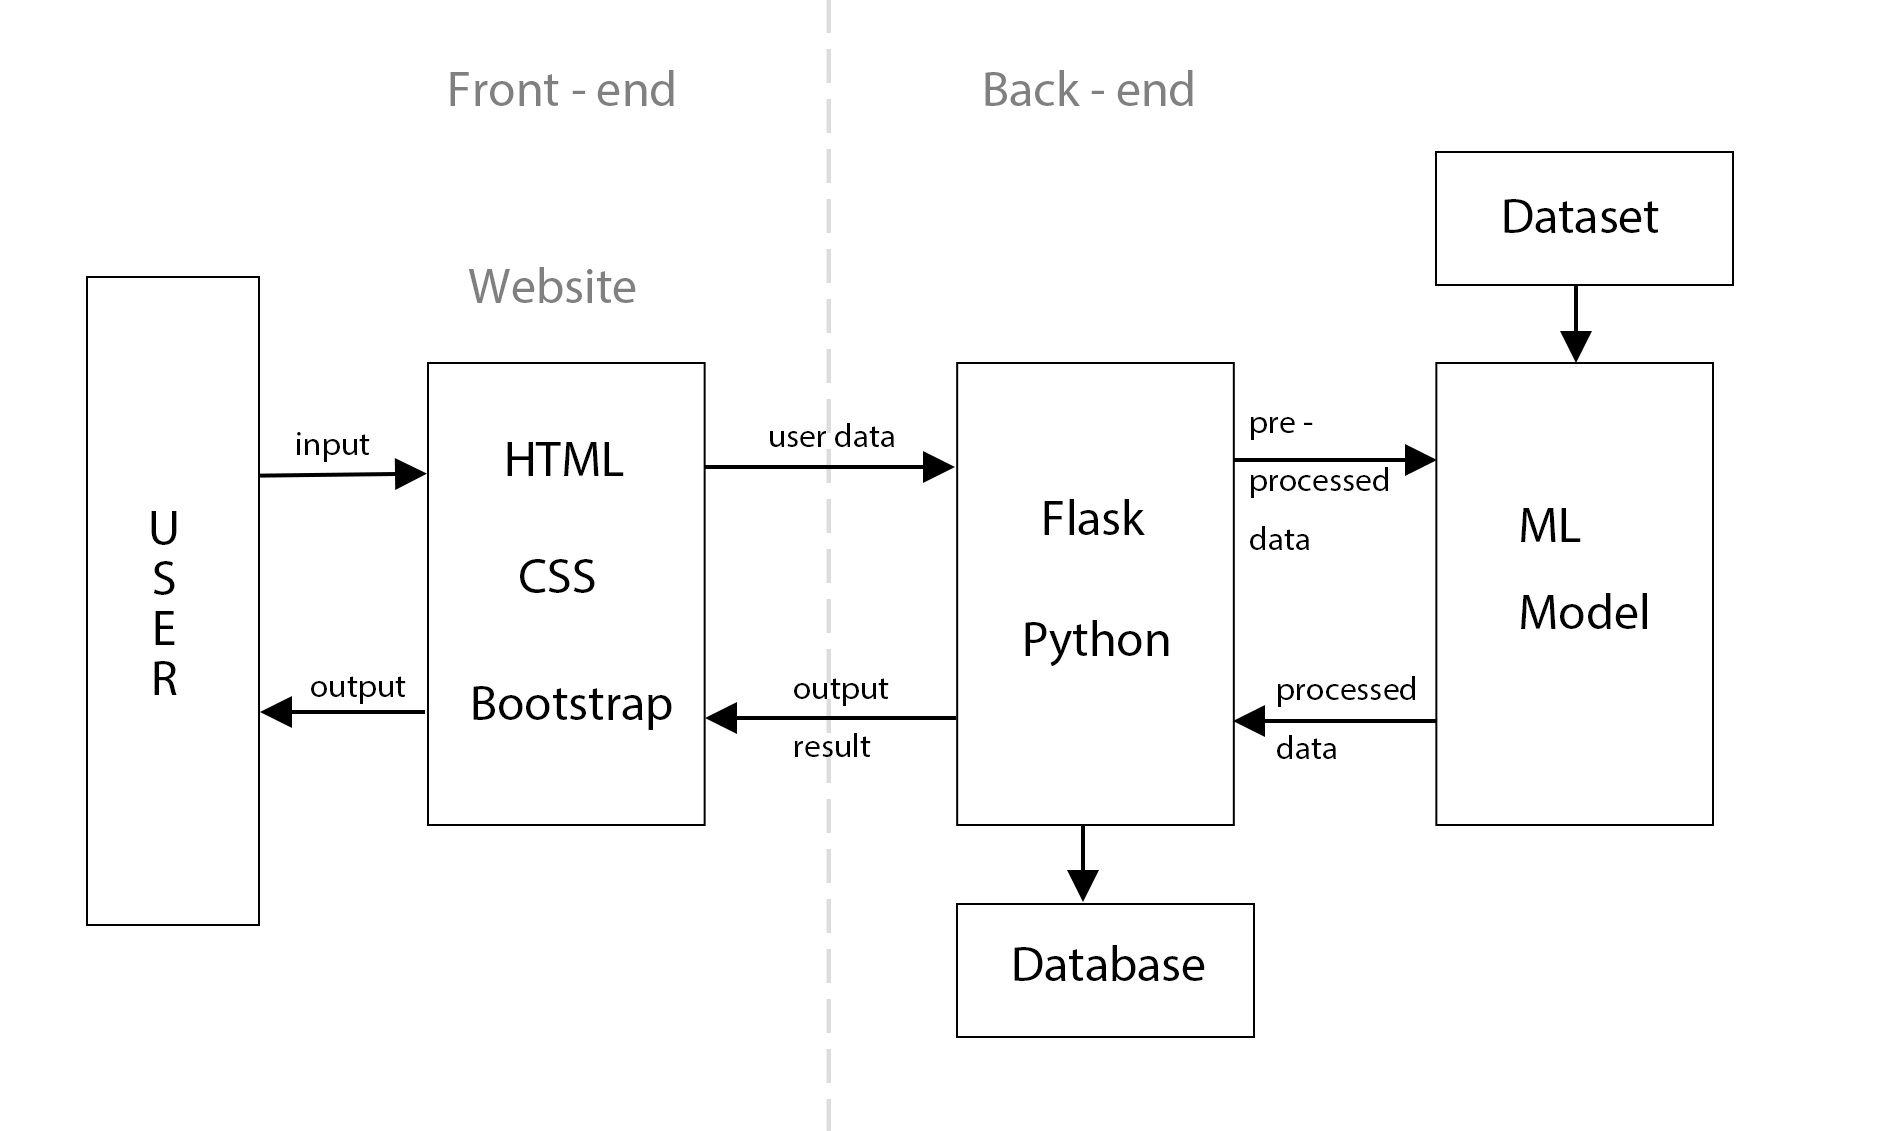 Front - end
Back - end
Dataset
Website
U
S
E
R
input
output
HTML
CSS
Bootstrap
user data
output
result
Flask
Python
pre -
processed
data
processed
data
ML
Model
Database